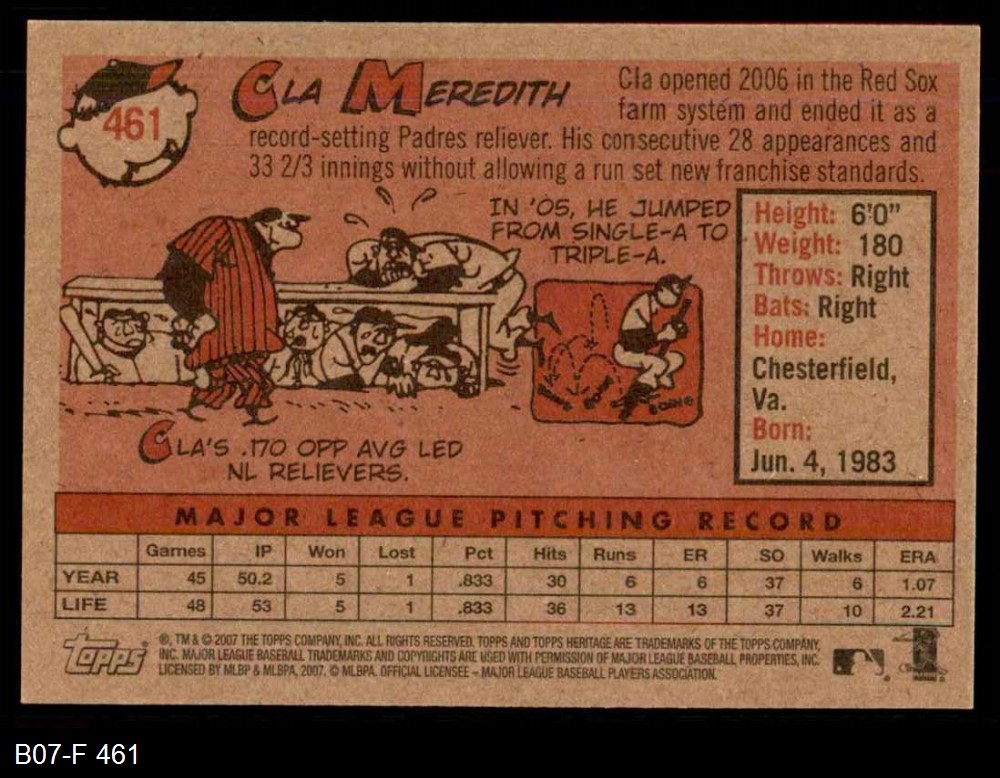 461
CLA MEREDITH
Cla opened 2006 in the Red Sox
farm system and ended it as a
record-setting Padres reliever. His consecutive 28 appearances and
33 2/3 innings without allowing a run set new franchise standards.
IN '05, HE JUMPED
FROM SINGLE-A TO
TRIPLE-A.
Height: 6'0"
Weight: 180
Throws: Right
Bats: Right
Home:
Chesterfield,
Va.
Born:
Jun. 4, 1983
CLA'S .170 OPP AVG LED
NL RELIEVERS.
MAJOR LEAGUE PITCHING RECORD
Games IP Won Lost Pct Hits Runs ER SO Walks ERA
YEAR 45 50.2 5 1 .833 30 6 6 37 6 1.07
LIFE 48 53 5 1 .833 36 13 13 37 10 2.21
Topps
®, TM & © 2007 THE TOPPS COMPANY, INC. ALL RIGHTS RESERVED. TOPPS AND TOPPS HERITAGE ARE TRADEMARKS OF THE TOPPS COMPANY,
INC. MAJOR LEAGUE BASEBALL TRADEMARKS AND COPYRIGHTS ARE USED WITH PERMISSION OF MAJOR LEAGUE BASEBALL PROPERTIES, INC.
LICENSED BY MLBP & MLBPA, 2007. © MLBPA. OFFICIAL LICENSEE – MAJOR LEAGUE BASEBALL PLAYERS ASSOCIATION.
B07-F 461